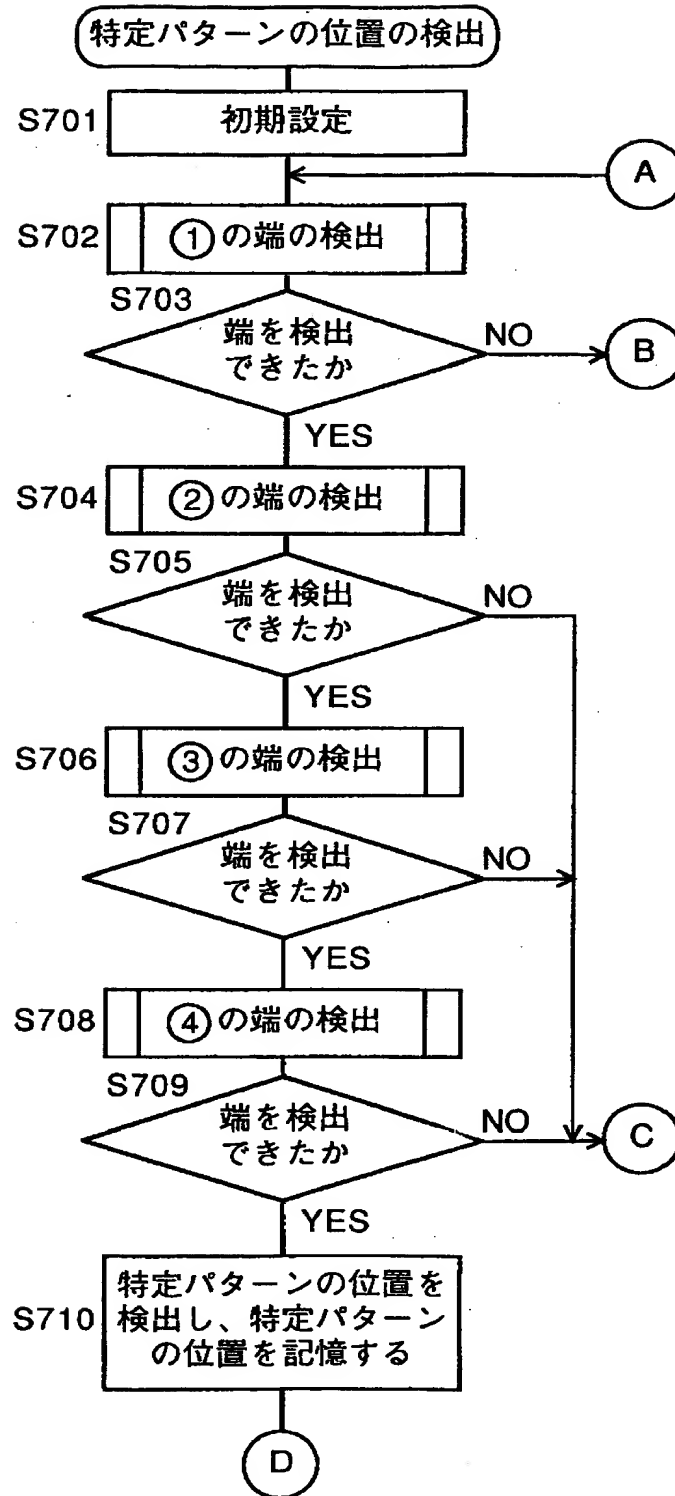 特定パターンの位置の検出
S701
初期設定
A
S702
①の端の検出
S703
端を検出
できたか
NO
B
YES
S704
②の端の検出
S705
端を検出
できたか
NO
YES
S706
③の端の検出
S707
端を検出
できたか
NO
YES
S708
④の端の検出
S709
端を検出
できたか
NO
C
YES
S710
特定パターンの位置を
検出し、特定パターン
の位置を記憶する
D